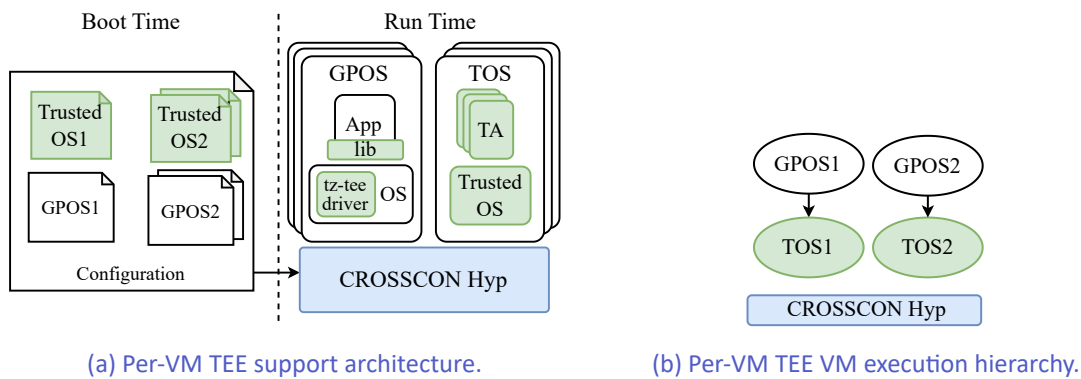 Boot Time
Run Time
Trusted
OS1
Trusted
OS2
GPOS1
GPOS2
Configuration
GPOS
App
lib
tz-tee
driver
OS
TOS
TA
Trusted
OS
CROSSCON Hyp
(a) Per-VM TEE support architecture.
GPOS1
GPOS2
TOS1
TOS2
CROSSCON Hyp
(b) Per-VM TEE VM execution hierarchy.